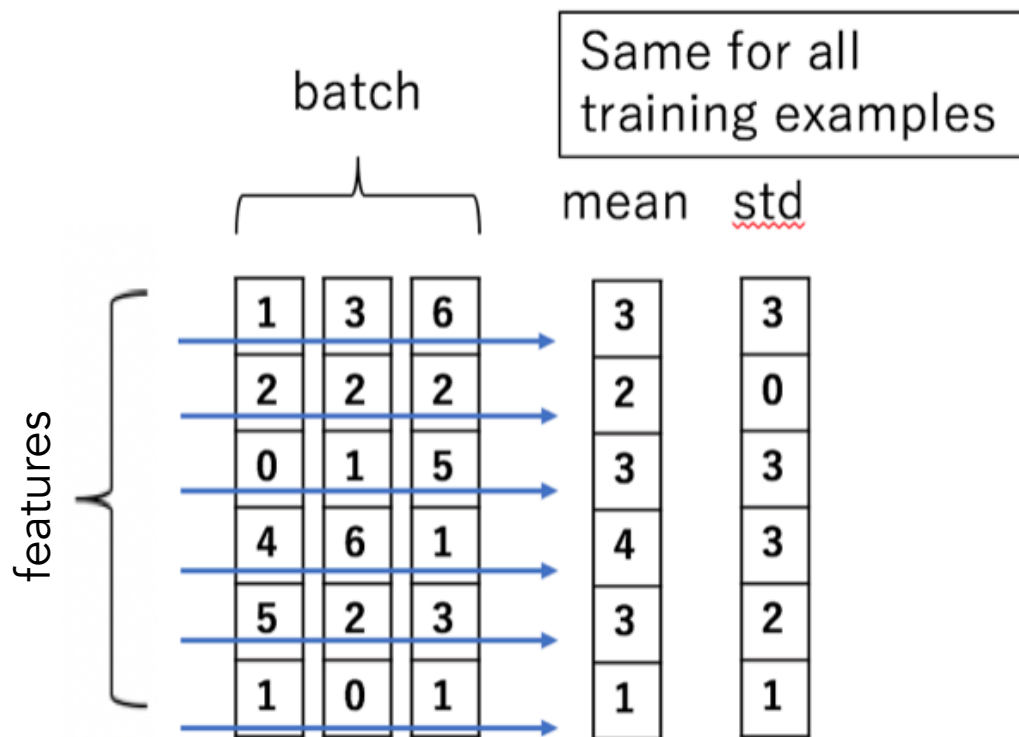 Same for all
training examples
batch
mean std
features
1 3 6 3 3
2 2 2 2 0
0 1 5 3 3
4 6 1 4 3
5 2 3 3 2
1 0 1 1 1